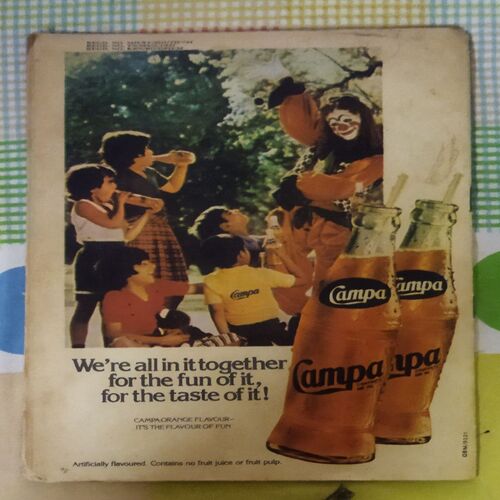 Campa
Campa
Campa
Campa
Campa
We're all in it together
for the fun of it,
for the taste of it!
CAMPA ORANGE FLAVOUR—
IT'S THE FLAVOUR OF FUN
Artificially flavoured. Contains no fruit juice or fruit pulp.